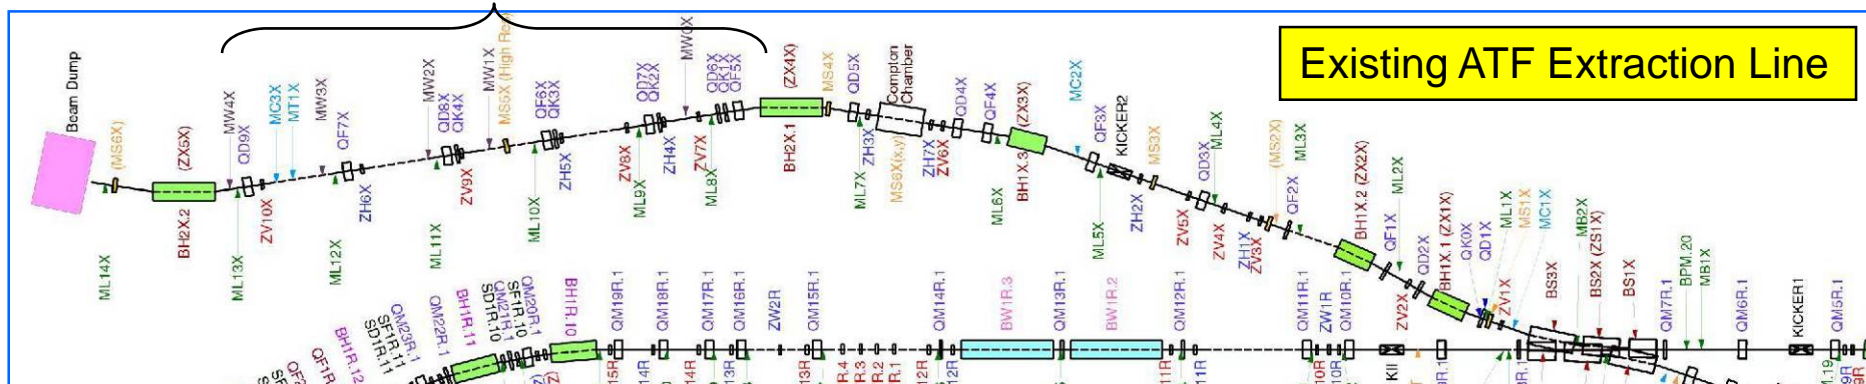 Existing ATF Extraction Line
Beam Dump
(MS6X)
(ZX5X)
MW4X
QD9X
MC3X
MT1X
MW3X
QF7X
MW2X
QD8X
QK4X
MW1X
MS5X (High Res)
QF6X
QK3X
QD7X
QK2X
MW0X
QD6X
QK1X
QF5X
(ZX4X)
MS4X
QD5X
Compton
Chamber
QD4X
QF4X
(ZX3X)
MC2X
QF3X
KICKER2
MS3X
QD3X
ML4X
(MS2X)
ML3X
QF2X
BH1X.2 (ZX2X)
ML2X
QF1X
QD2X
BH1X.1 (ZX1X)
QK0X
QD1X
ML1X
MS1X
MC1X
MB2X
BS3X
BS2X (ZS1X)
BS1X
QM7R.1
BPM.20
MB1X
QM6R.1
KICKER1
QM5R.1
ML14X
BH2X.2
ML13X
ZV10X
ML12X
ZH6X
ML11X
ZV9X
ML10X
ZH5X
ZV8X
ML9X
ZH4X
ZV7X
ML8X
BH2X.1
ML7X
ZH3X
MS6X(x,y)
ZH7X
ZV6X
ML6X
BH1X.3
ML5X
ZH2X
ZV5X
ZV4X
ZH1X
ZV3X
ZV2X
ZV1X
BH1R.12
SD1R.11
SF1R.11
QM23R.1
QM22R.1
BH1R.11
SD1R.10
QM21R.1
SF1R.10
QM20R.1
BH1R.10
QM19R.1
QM18R.1
QM17R.1
QM16R.1
ZW2R
QM15R.1
QM14R.1
BW1R.3
QM13R.1
BW1R.2
QM12R.1
QM11R.1
ZW1R
QM10R.1